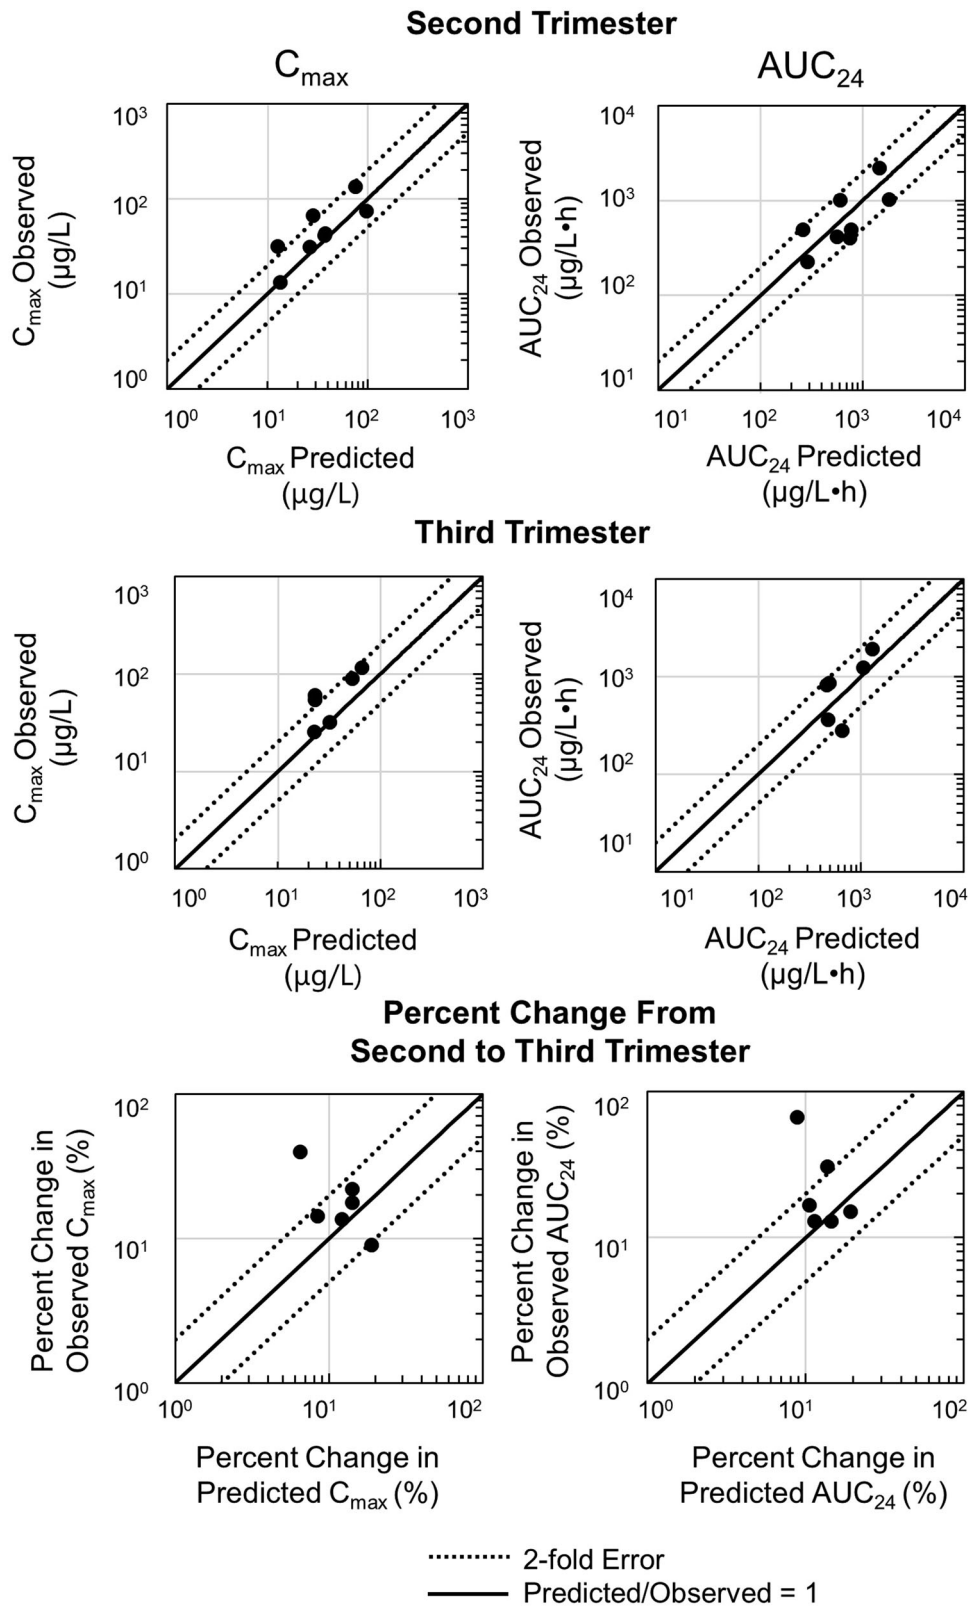 Second Trimester
Cmax
AUC24
10³
10²
10¹
10⁰
Cmax Observed
(µg/L)
10⁰ 10¹ 10² 10³
Cmax Predicted
(µg/L)
10⁴
10³
10²
10¹
AUC24 Observed
(µg/L•h)
10¹ 10² 10³ 10⁴
AUC24 Predicted
(µg/L•h)
Third Trimester
10³
10²
10¹
10⁰
Cmax Observed
(µg/L)
10⁰ 10¹ 10² 10³
Cmax Predicted
(µg/L)
10⁴
10³
10²
10¹
AUC24 Observed
(µg/L•h)
10¹ 10² 10³ 10⁴
AUC24 Predicted
(µg/L•h)
Percent Change From
Second to Third Trimester
10²
10¹
10⁰
Percent Change in
Observed Cmax (%)
10⁰ 10¹ 10²
Percent Change in
Predicted Cmax (%)
10²
10¹
10⁰
Percent Change in
Observed AUC24 (%)
10⁰ 10¹ 10²
Percent Change in
Predicted AUC24 (%)
2-fold Error
Predicted/Observed = 1